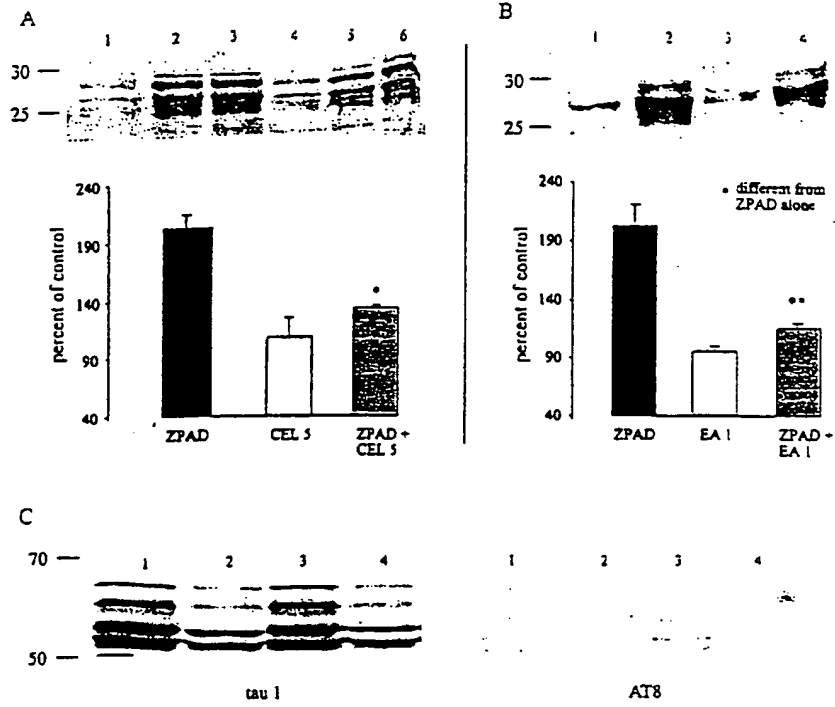 A
1 2 3 4 5 6
30
25
240
190
140
90
40
percent of control
ZPAD
CEL 5
ZPAD +
CEL 5
B
1 2 3 4
30
25
240
190
140
90
40
percent of control
• different from
ZPAD alone
••
ZPAD
EA 1
ZPAD +
EA 1
C
70
50
1 2 3 4
tau 1
1 2 3 4
AT8